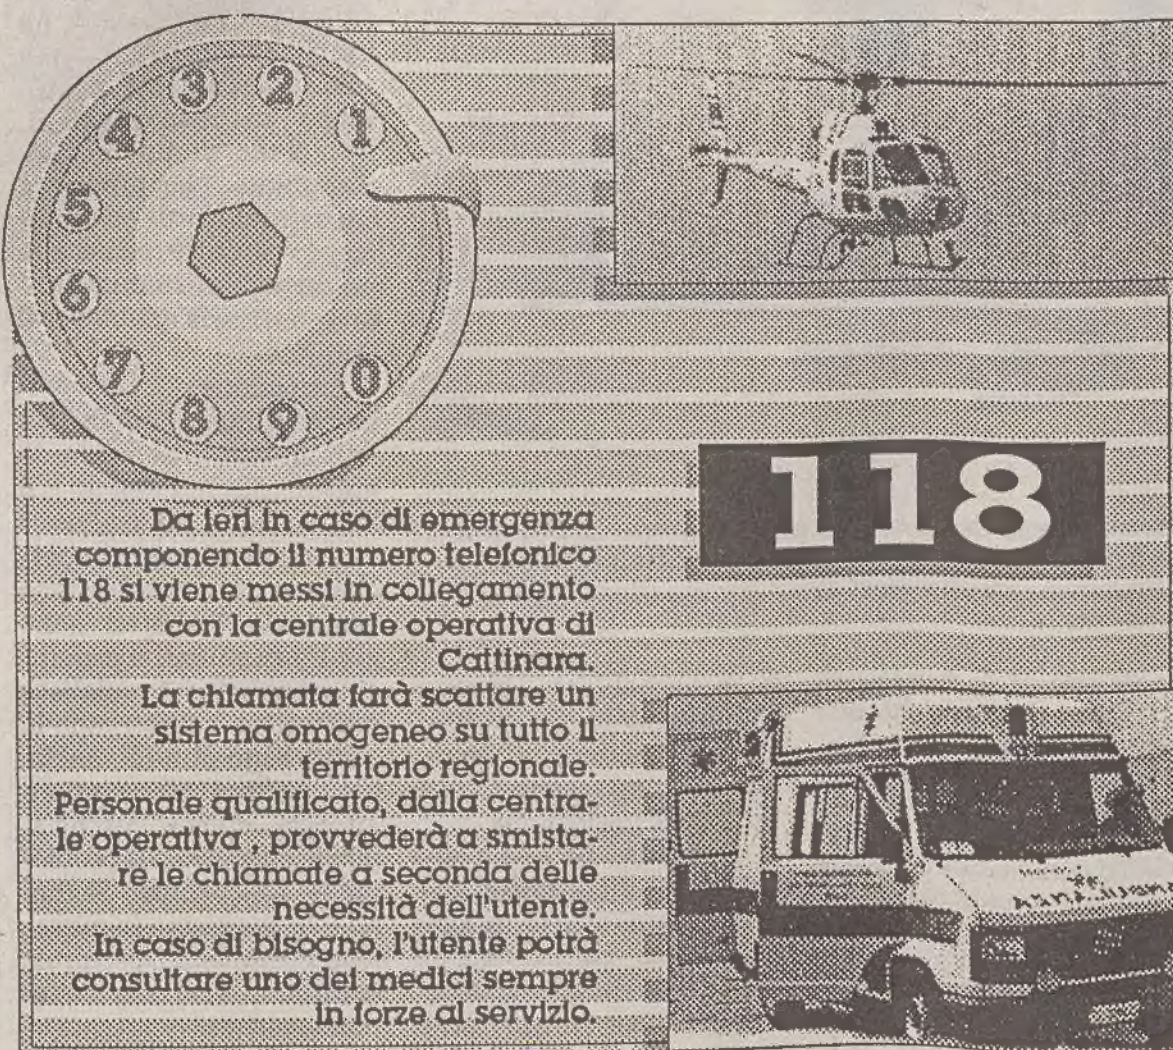 3 2
4 1
5
6
7 0
8 9
118
Da ieri in caso di emergenza
componendo il numero telefonico
118 si viene messi in collegamento
con la centrale operativa di
Cattinara.
La chiamata farà scattare un
sistema omogeneo su tutto il
territorio regionale.
Personale qualificato, dalla centra-
le operativa , provvederà a smista-
re le chiamate a seconda delle
necessità dell'utente.
In caso di bisogno, l'utente potrà
consultare uno dei medici sempre
in forze al servizio.